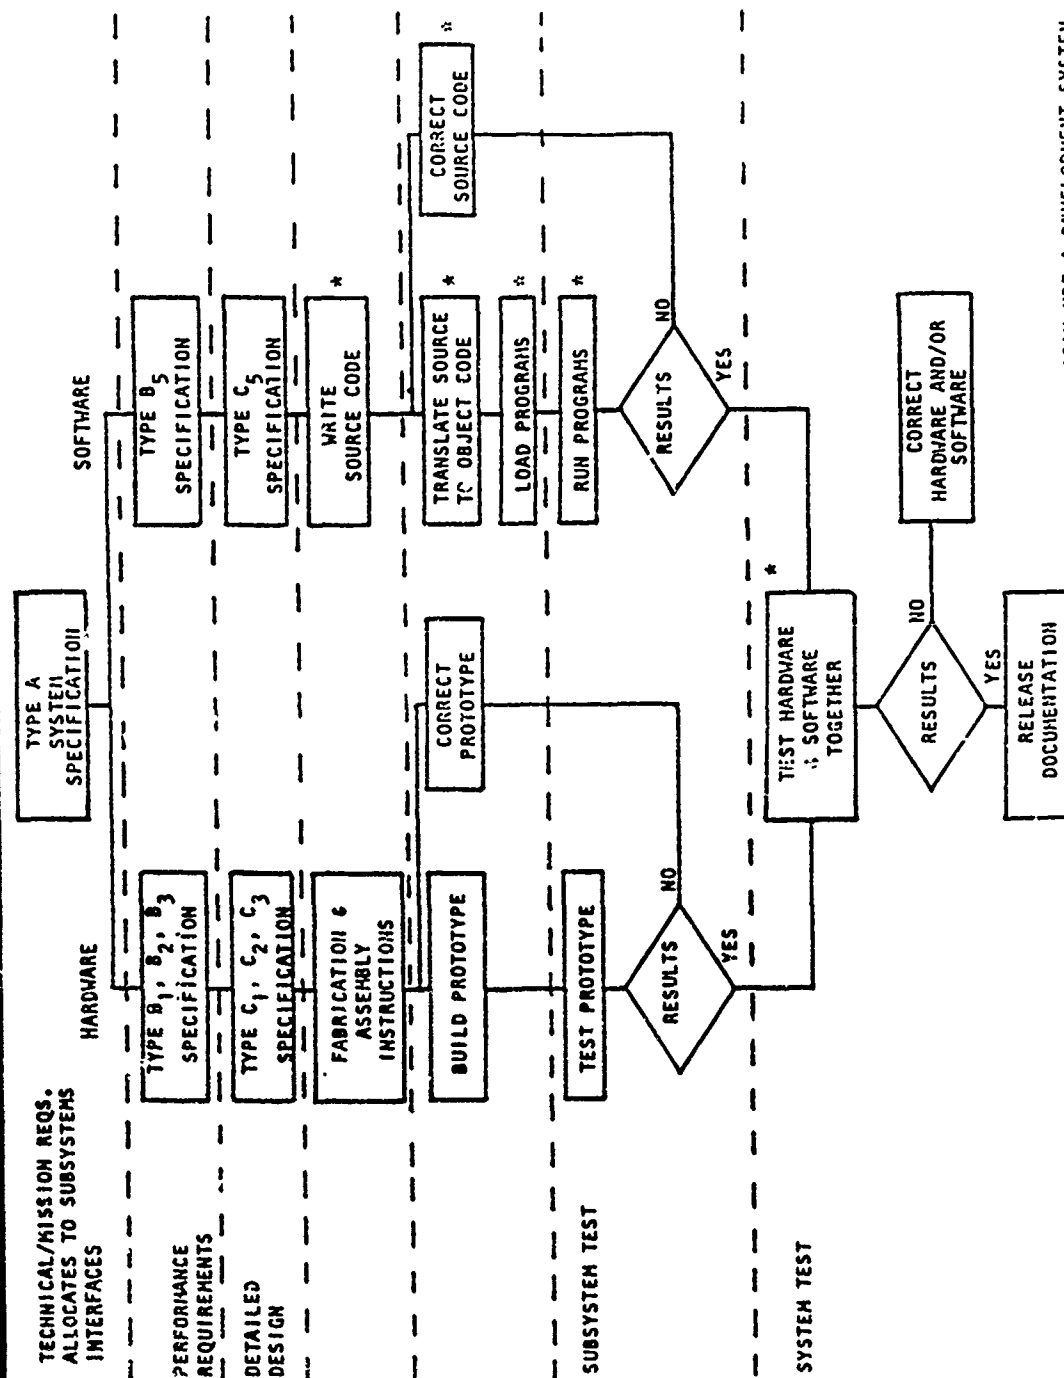 TECHNICAL/MISSION REQS.
ALLOCATES TO SUBSYSTEMS
INTERFACES
TYPE A
SYSTEM
SPECIFICATION
HARDWARE
SOFTWARE
PERFORMANCE
REQUIREMENTS
TYPE B1, B2, B3
SPECIFICATION
TYPE B5
SPECIFICATION
DETAILED
DESIGN
TYPE C1, C2, C3
SPECIFICATION
TYPE C5
SPECIFICATION
FABRICATION &
ASSEMBLY
INSTRUCTIONS
WRITE
SOURCE CODE
*
BUILD PROTOTYPE
CORRECT
PROTOTYPE
TRANSLATE SOURCE
TO OBJECT CODE
*
CORRECT
SOURCE CODE
*
LOAD PROGRAMS
*
SUBSYSTEM TEST
TEST PROTOTYPE
RUN PROGRAMS
*
RESULTS
NO
YES
RESULTS
NO
YES
SYSTEM TEST
TEST HARDWARE
& SOFTWARE
TOGETHER
*
RESULTS
NO
YES
CORRECT
HARDWARE AND/OR
SOFTWARE
RELEASE
DOCUMENTATION
USE A DEVELOPMENT SYSTEM